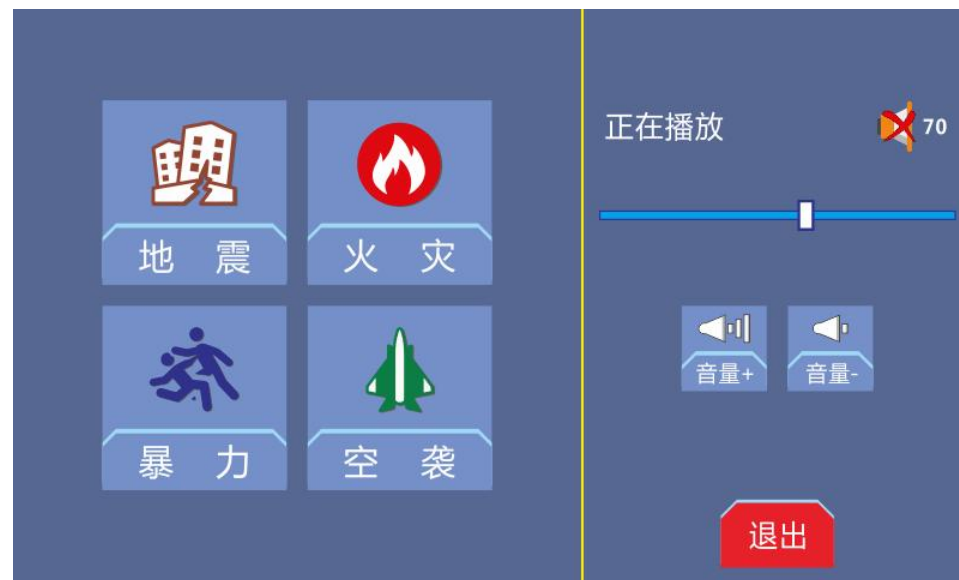 地 震
火 灾
暴 力
空 袭
正在播放
70
音量+
音量-
退出